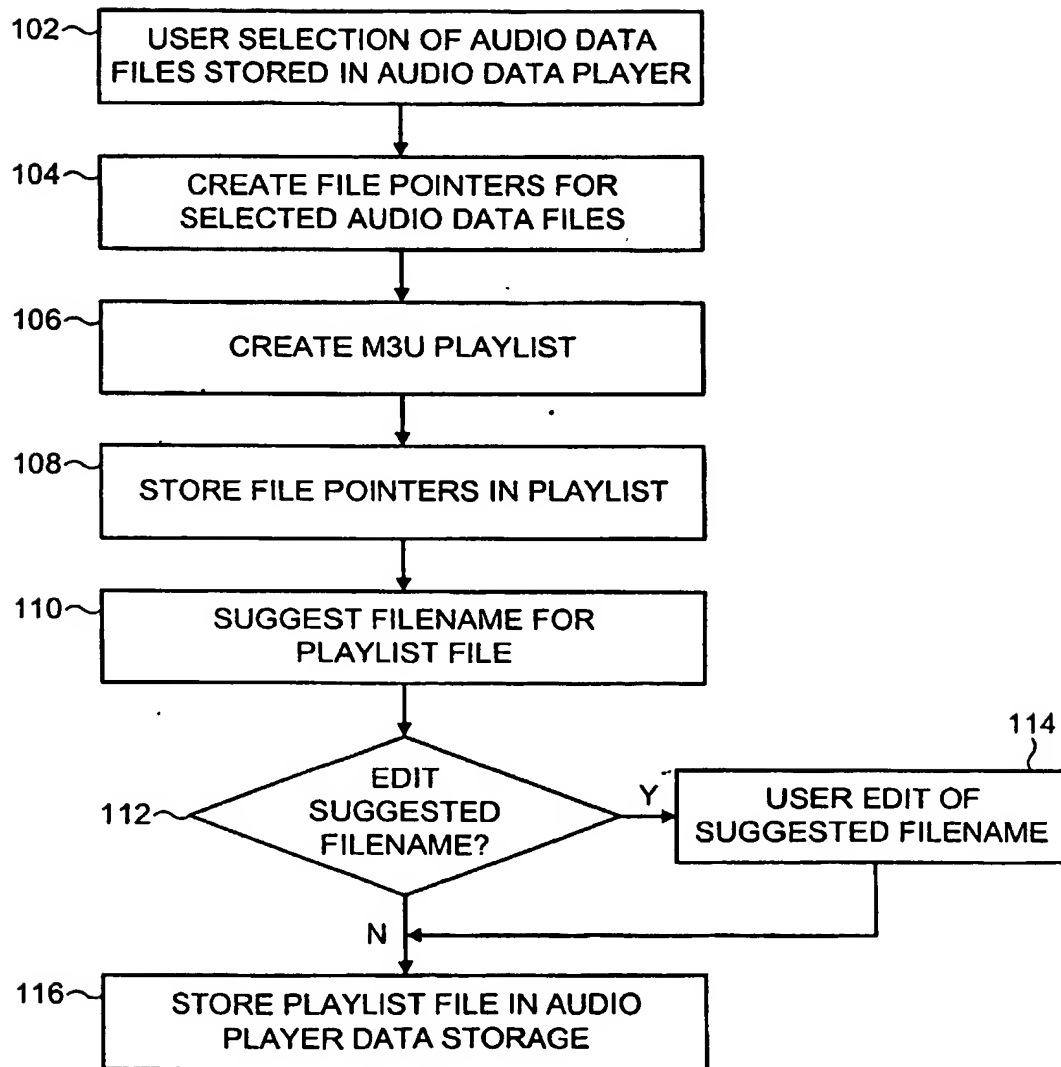 102
USER SELECTION OF AUDIO DATA
FILES STORED IN AUDIO DATA PLAYER
104
CREATE FILE POINTERS FOR
SELECTED AUDIO DATA FILES
106
CREATE M3U PLAYLIST
108
STORE FILE POINTERS IN PLAYLIST
110
SUGGEST FILENAME FOR
PLAYLIST FILE
112
EDIT
SUGGESTED
FILENAME?
Y
114
USER EDIT OF
SUGGESTED FILENAME
N
116
STORE PLAYLIST FILE IN AUDIO
PLAYER DATA STORAGE